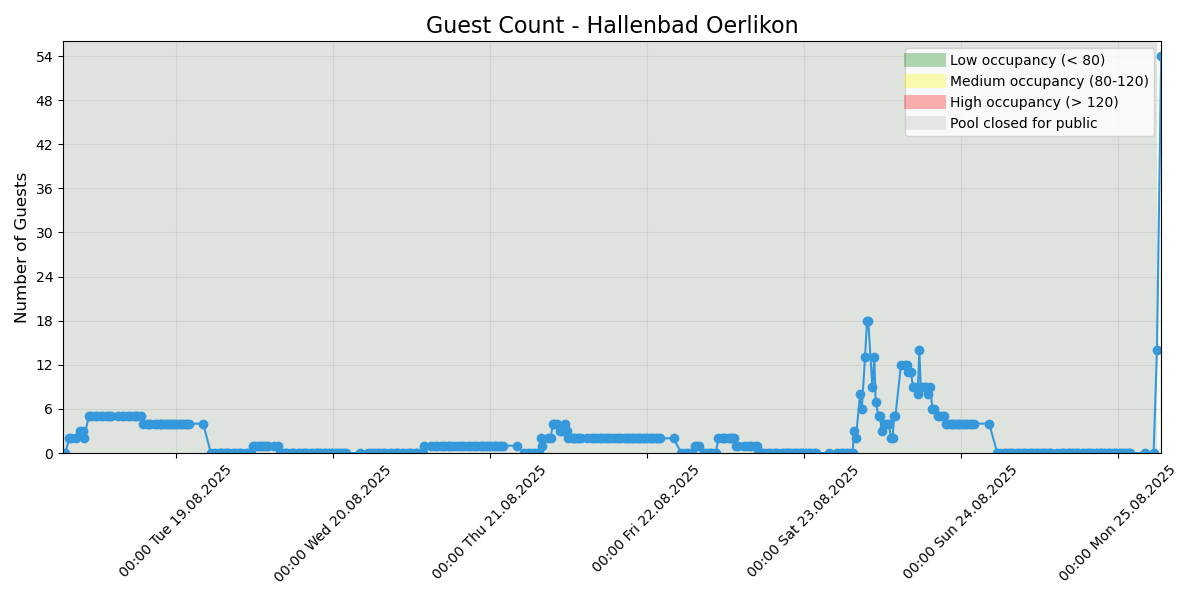 Guest Count - Hallenbad Oerlikon
Number of Guests
54
48
42
36
30
24
18
12
6
0
Low occupancy (< 80)
Medium occupancy (80-120)
High occupancy (> 120)
Pool closed for public
00:00 Tue 19.08.2025
00:00 Wed 20.08.2025
00:00 Thu 21.08.2025
00:00 Fri 22.08.2025
00:00 Sat 23.08.2025
00:00 Sun 24.08.2025
00:00 Mon 25.08.2025